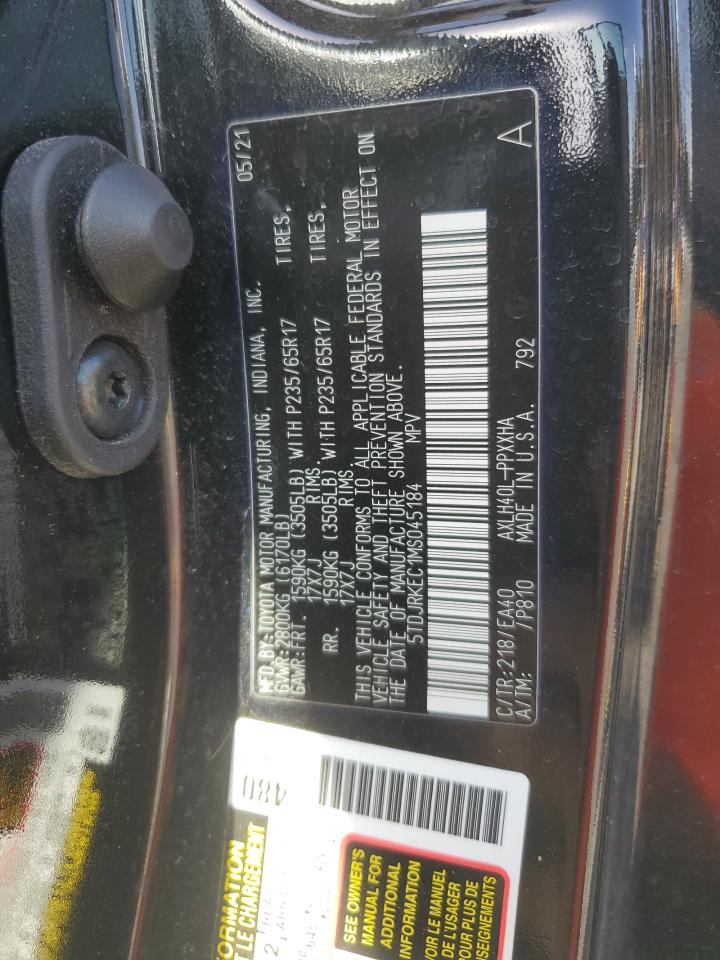 MFD.BY:TOYOTA MOTOR MANUFACTURING, INDIANA, INC. 05/21
GVWR:2800KG (6170LB)
GAWR:FRT. 1590KG (3505LB) WITH P235/65R17 TIRES,
17X7J RIMS,
RR. 1590KG (3505LB) WITH P235/65R17 TIRES,
17X7J RIMS.
THIS VEHICLE CONFORMS TO ALL APPLICABLE FEDERAL MOTOR
VEHICLE SAFETY AND THEFT PREVENTION STANDARDS IN EFFECT ON
THE DATE OF MANUFACTURE SHOWN ABOVE.
5TDJRKEC1MS045184 MPV
C/TR:218/EA40 AXLH40L-PPXXHA
A/TM: /P810 MADE IN U.S.A. 792 A
480
LE CHARGEMENT
2
SEE OWNER'S
MANUAL FOR
ADDITIONAL
INFORMATION
VOIR LE MANUEL
DE L'USAGER
POUR PLUS DE